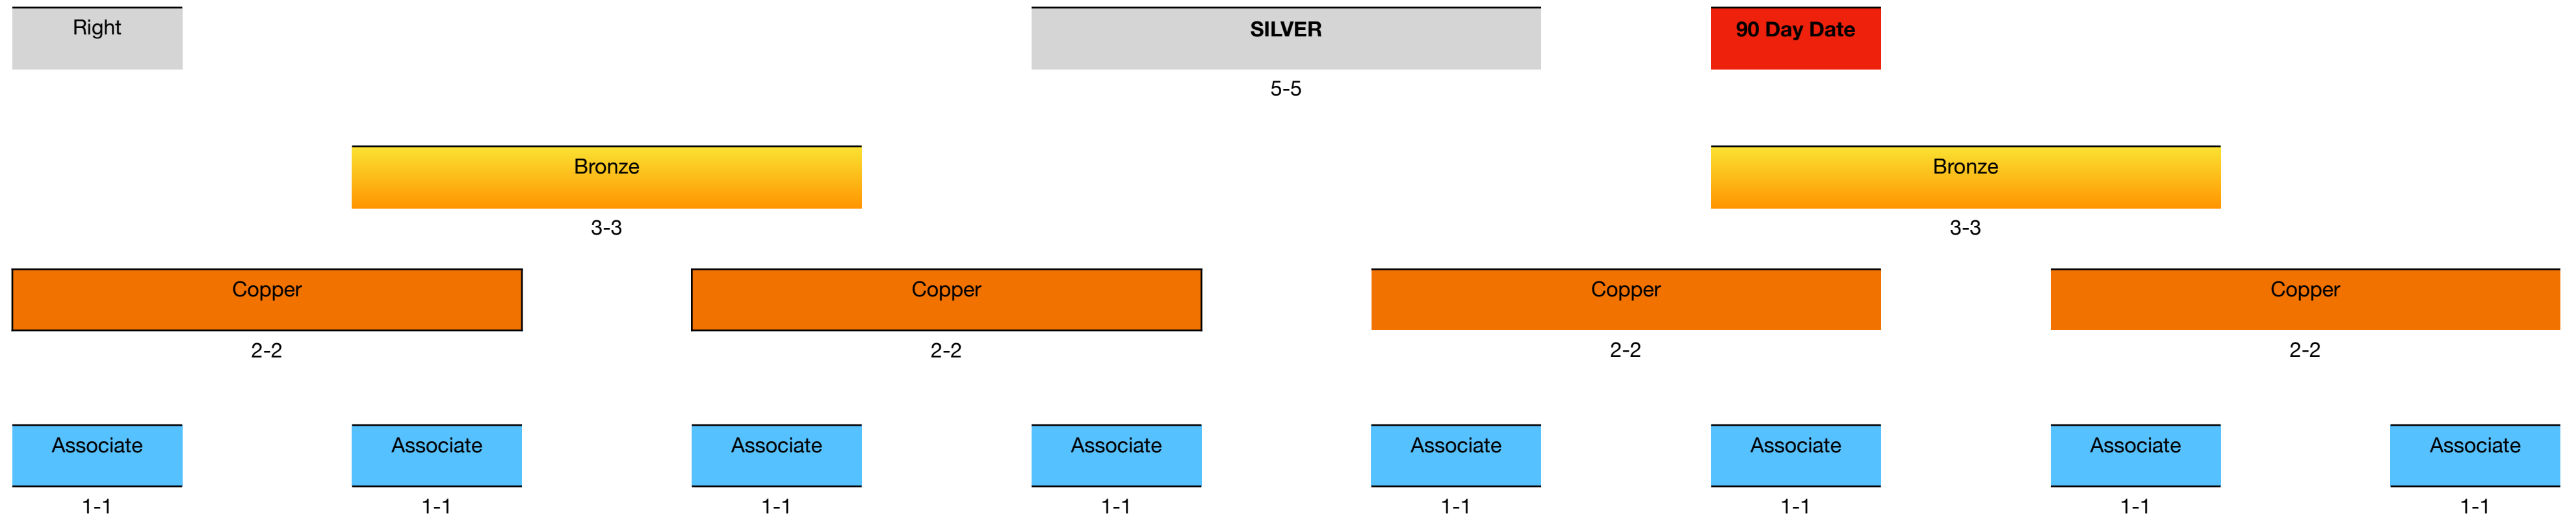 Right
SILVER
90 Day Date
5-5
Bronze
Bronze
3-3
3-3
Copper
Copper
Copper
Copper
2-2
2-2
2-2
2-2
Associate
Associate
Associate
Associate
Associate
Associate
Associate
Associate
1-1
1-1
1-1
1-1
1-1
1-1
1-1
1-1